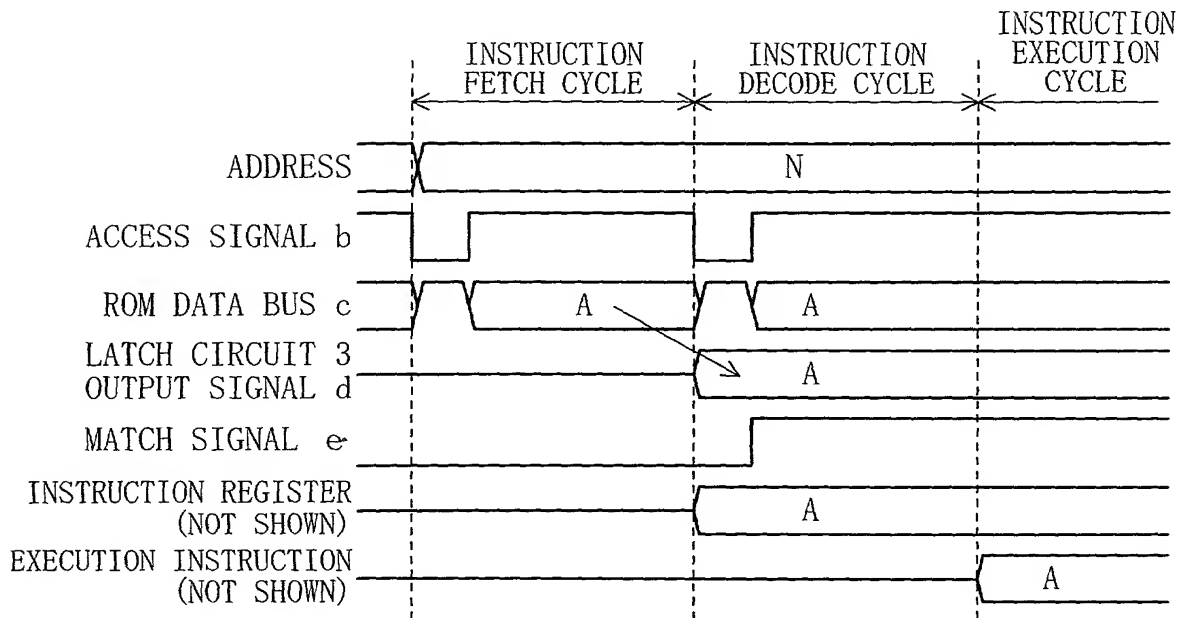 INSTRUCTION
FETCH CYCLE
INSTRUCTION
DECODE CYCLE
INSTRUCTION
EXECUTION
CYCLE
ADDRESS
N
ACCESS SIGNAL b
ROM DATA BUS c
A
A
LATCH CIRCUIT 3
OUTPUT SIGNAL d
A
MATCH SIGNAL e
INSTRUCTION REGISTER
(NOT SHOWN)
A
EXECUTION INSTRUCTION
(NOT SHOWN)
A